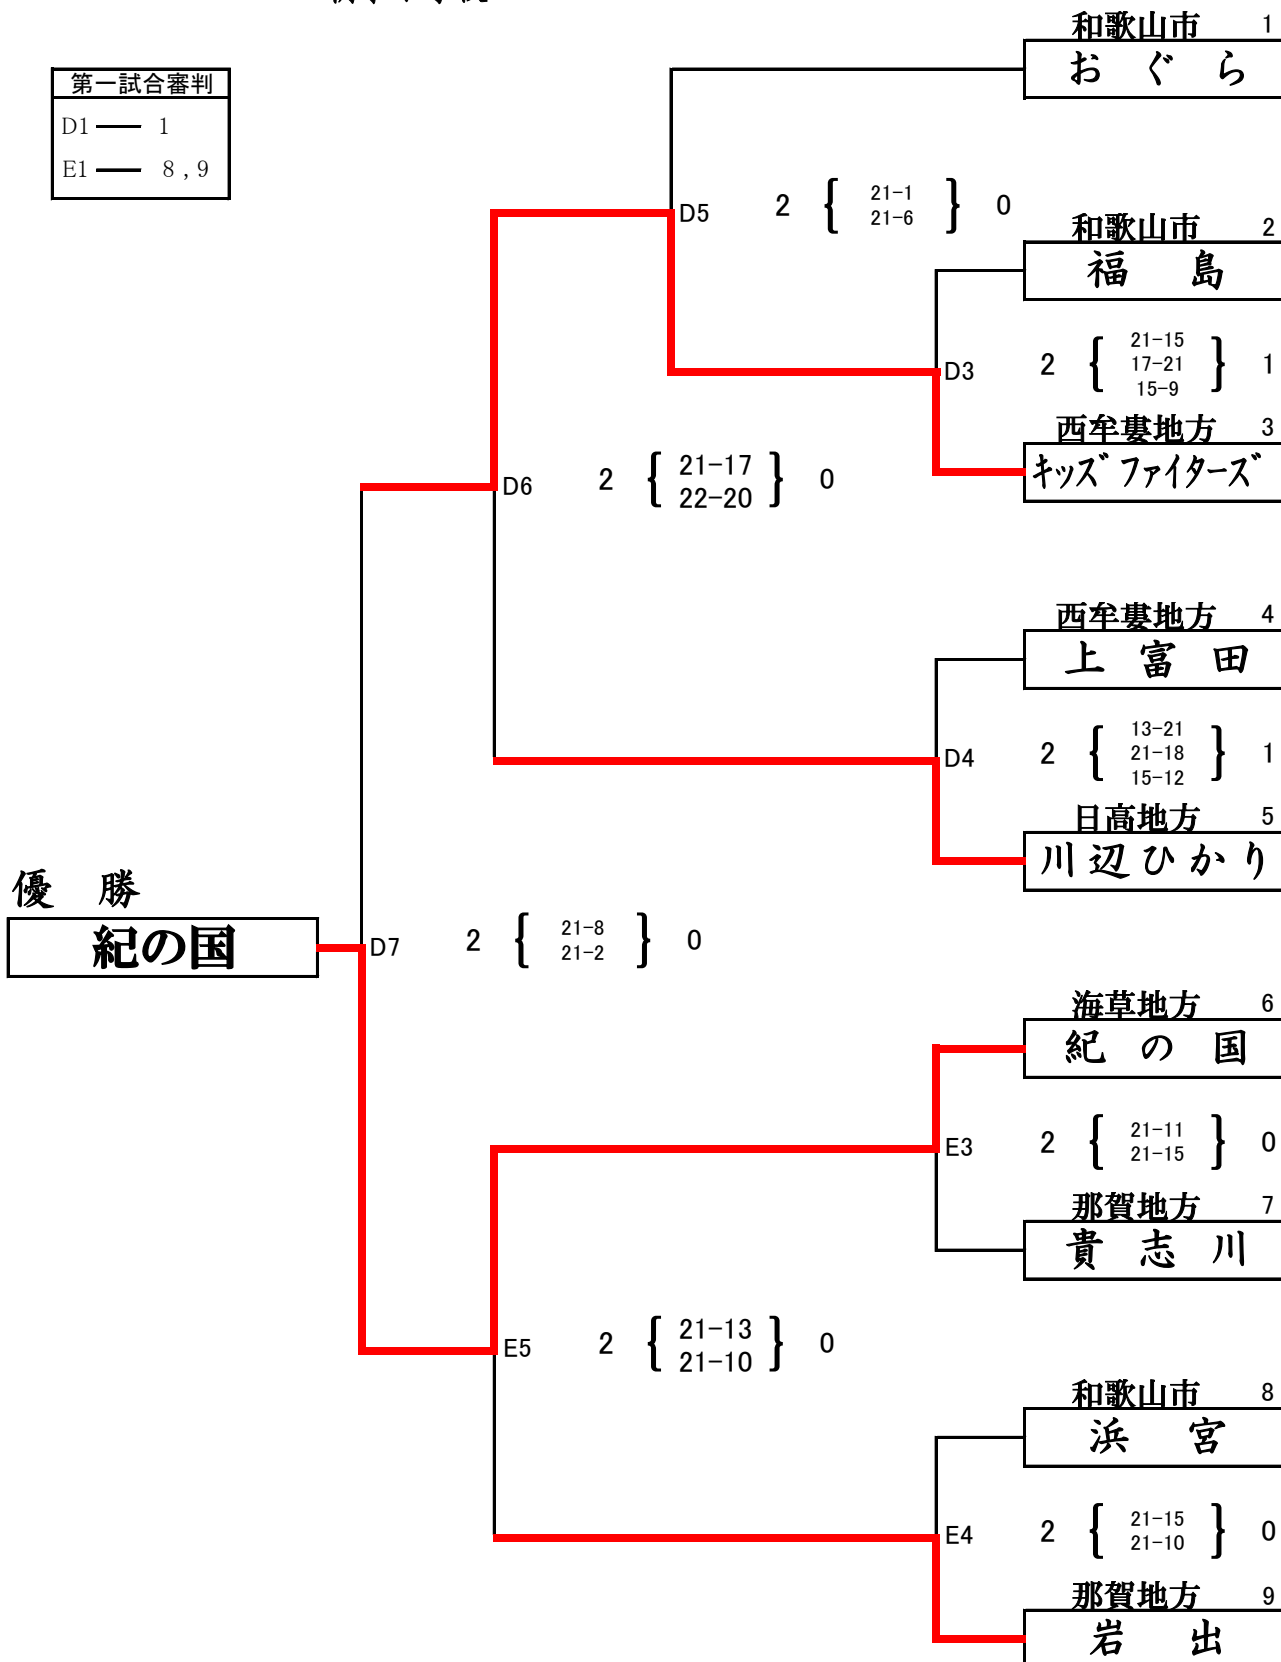 和歌山市 1
おぐら
第一試合審判
D1 ― 1
E1 ― 8 , 9
D5 2 { 21-1 } 0
21-6
和歌山市 2
福島
D3 2 { 21-15 } 1
17-21
15-9
西牟婁地方 3
キッズファイターズ
D6 2 { 21-17 } 0
22-20
西牟婁地方 4
上富田
D4 2 { 13-21 } 1
21-18
15-12
日高地方 5
川辺ひかり
優勝
紀の国
D7 2 { 21-8 } 0
21-2
海草地方 6
紀の国
E3 2 { 21-11 } 0
21-15
那賀地方 7
貴志川
E5 2 { 21-13 } 0
21-10
和歌山市 8
浜宮
E4 2 { 21-15 } 0
21-10
那賀地方 9
岩出